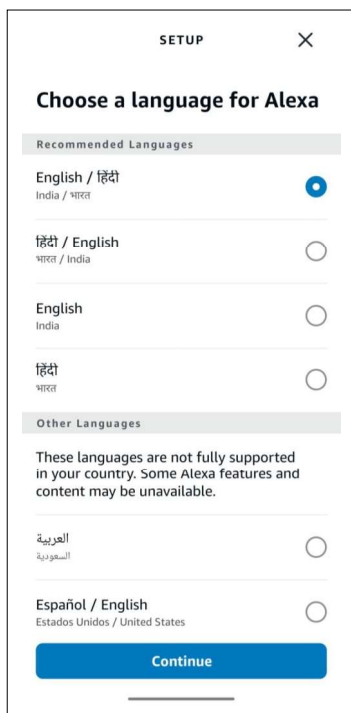 SETUP
Choose a language for Alexa
Recommended Languages
English / हिंदी
India / भारत
हिंदी / English
भारत / India
English
India
हिंदी
भारत
Other Languages
These languages are not fully supported
in your country. Some Alexa features and
content may be unavailable.
العربية
السعودية
Español / English
Estados Unidos / United States
Continue